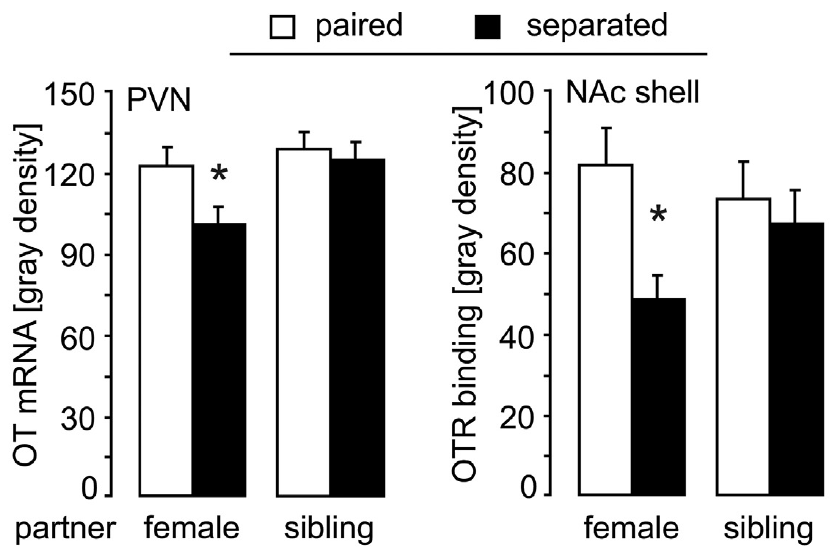 paired separated
PVN
OT mRNA [gray density]
150
120
90
60
30
0
*
partner female sibling
NAc shell
OTR binding [gray density]
100
80
60
40
20
0
*
female sibling